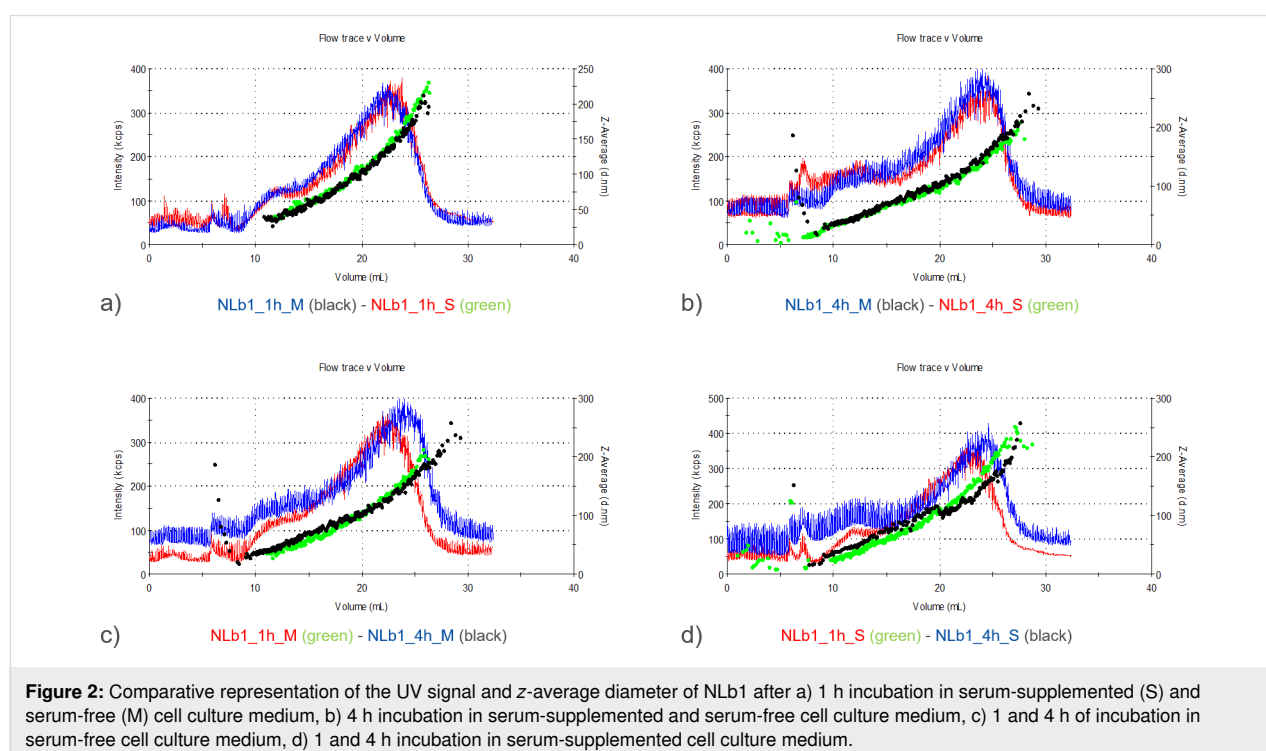 Flow trace v Volume
400
300
200
100
0
Intensity (kcps)
250
200
150
100
50
0
Z-Average (d.nm)
0 10 20 30 40
Volume (mL)
a) NLb1_1h_M (black) - NLb1_1h_S (green)
Flow trace v Volume
400
300
200
100
0
Intensity (kcps)
300
200
100
0
Z-Average (d.nm)
0 10 20 30 40
Volume (mL)
b) NLb1_4h_M (black) - NLb1_4h_S (green)
Flow trace v Volume
400
300
200
100
0
Intensity (kcps)
300
200
100
0
Z-Average (d.nm)
0 10 20 30 40
Volume (mL)
c) NLb1_1h_M (green) - NLb1_4h_M (black)
Flow trace v Volume
500
400
300
200
100
0
Intensity (kcps)
300
200
100
0
Z-Average (d.nm)
0 10 20 30 40
Volume (mL)
d) NLb1_1h_S (green) - NLb1_4h_S (black)
Figure 2: Comparative representation of the UV signal and z-average diameter of NLb1 after a) 1 h incubation in serum-supplemented (S) and
serum-free (M) cell culture medium, b) 4 h incubation in serum-supplemented and serum-free cell culture medium, c) 1 and 4 h of incubation in
serum-free cell culture medium, d) 1 and 4 h incubation in serum-supplemented cell culture medium.